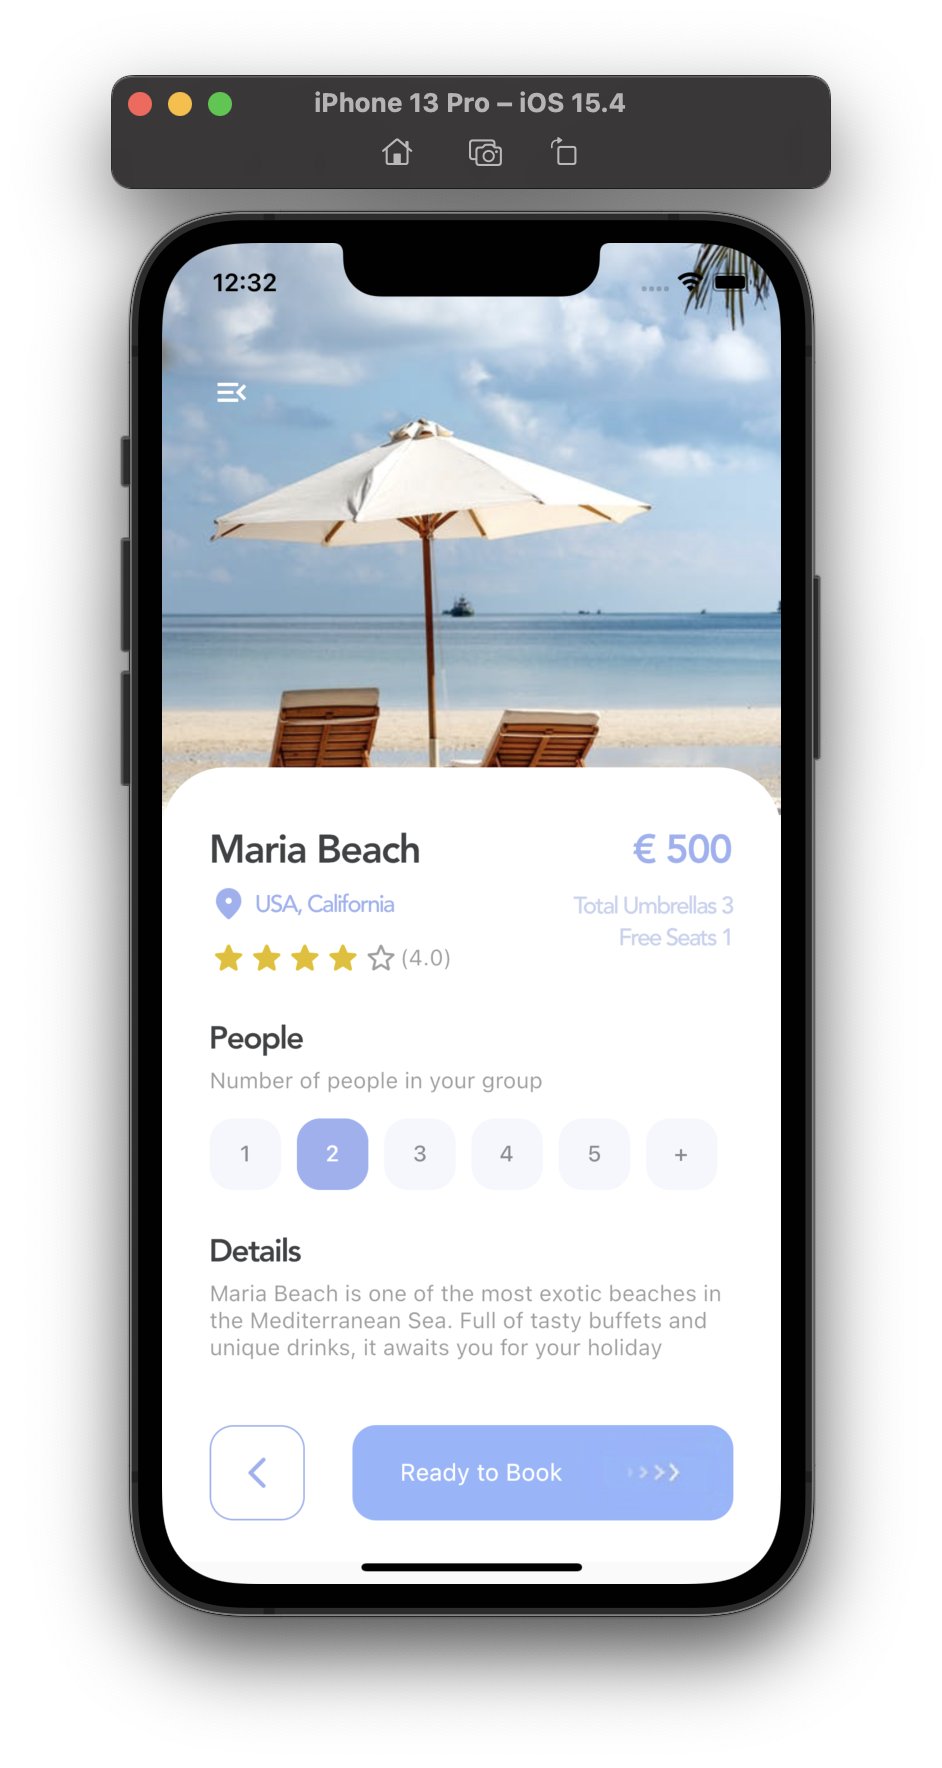 iPhone 13 Pro – iOS 15.4
12:32
Maria Beach
€ 500
USA, California
Total Umbrellas 3
(4.0)
Free Seats 1
People
Number of people in your group
1 2 3 4 5 +
Details
Maria Beach is one of the most exotic beaches in
the Mediterranean Sea. Full of tasty buffets and
unique drinks, it awaits you for your holiday
Ready to Book